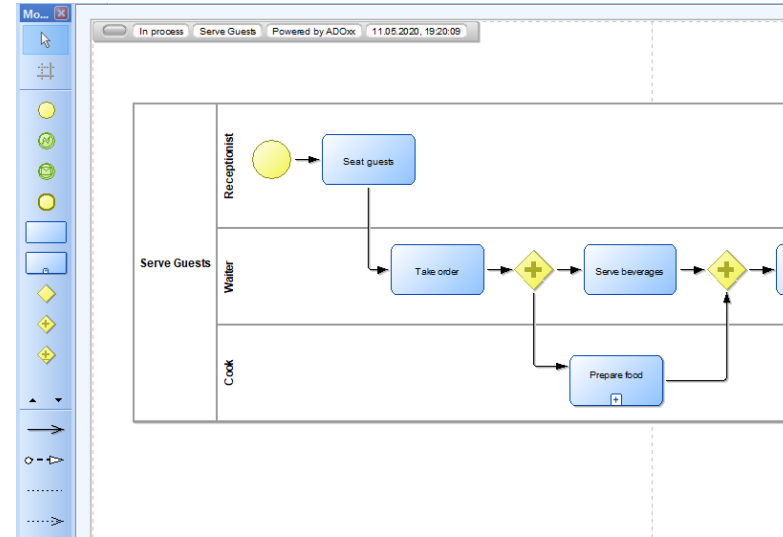 Mo...
In process
Serve Guests
Powered by ADOxx
11.05.2020, 19:20:09
Receptionist
Seat guests
Serve Guests
Waiter
Take order
Serve beverages
Cook
Prepare food